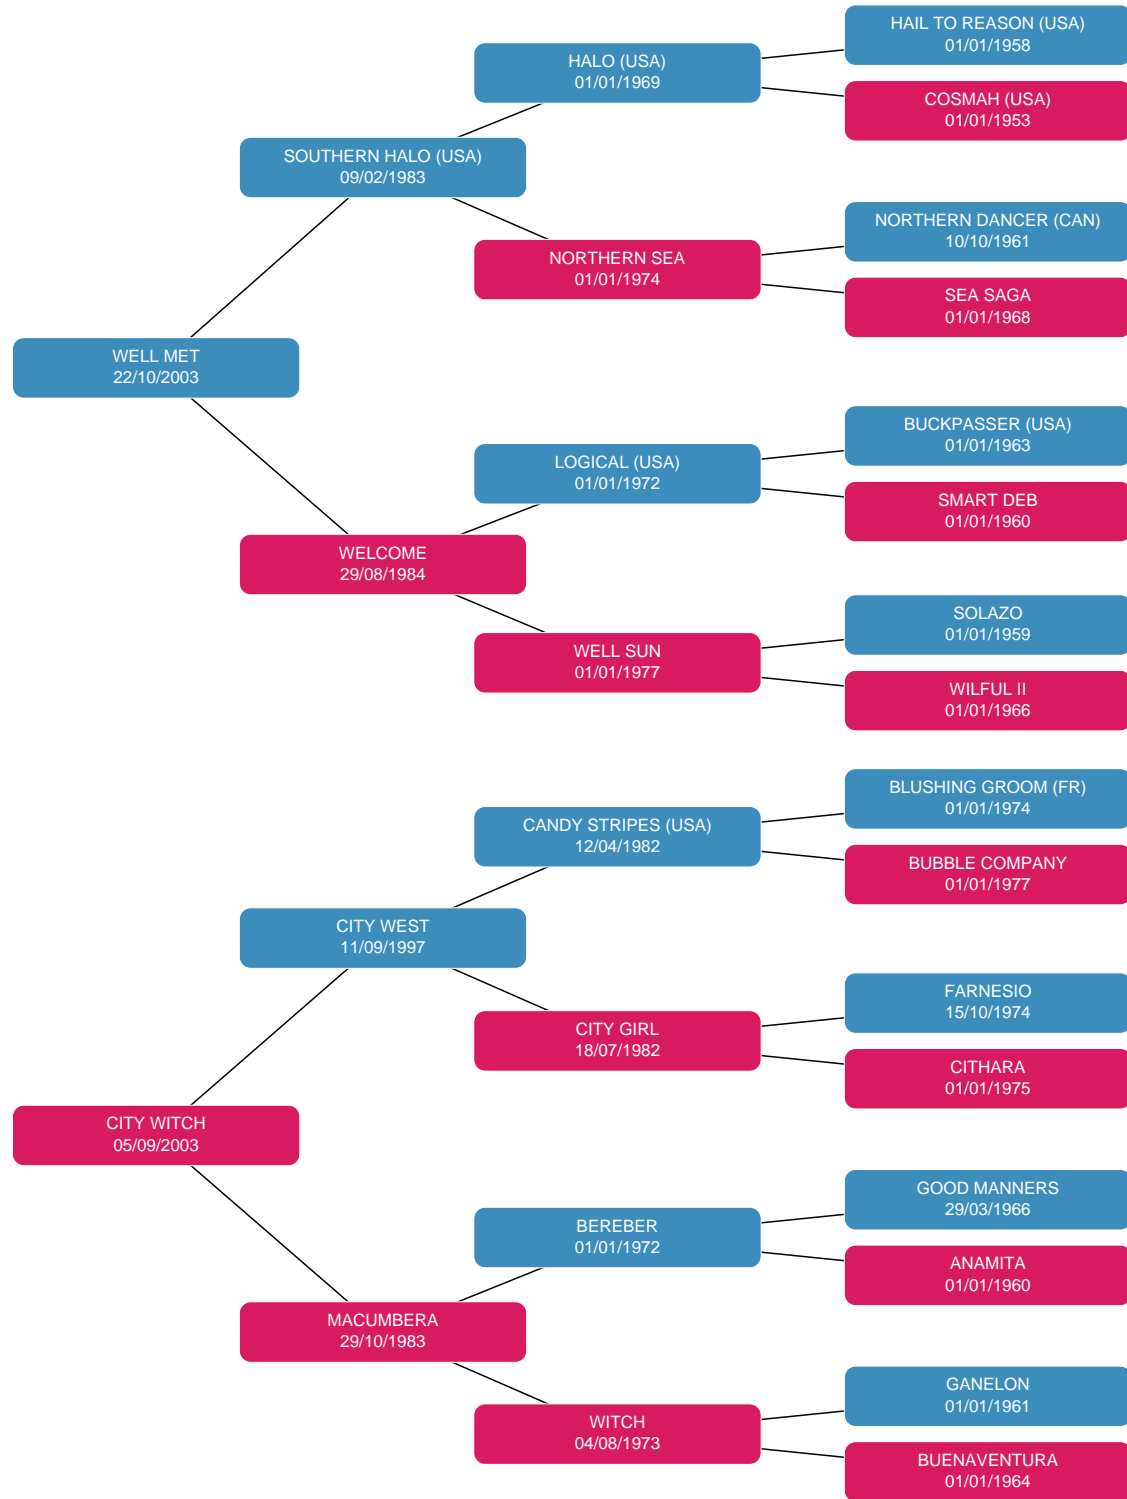 HAIL TO REASON (USA)
01/01/1958
HALO (USA)
01/01/1969
COSMAH (USA)
01/01/1953
SOUTHERN HALO (USA)
09/02/1983
NORTHERN DANCER (CAN)
10/10/1961
NORTHERN SEA
01/01/1974
SEA SAGA
01/01/1968
WELL MET
22/10/2003
BUCKPASSER (USA)
01/01/1963
LOGICAL (USA)
01/01/1972
SMART DEB
01/01/1960
WELCOME
29/08/1984
SOLAZO
01/01/1959
WELL SUN
01/01/1977
WILFUL II
01/01/1966
BLUSHING GROOM (FR)
01/01/1974
CANDY STRIPES (USA)
12/04/1982
BUBBLE COMPANY
01/01/1977
CITY WEST
11/09/1997
FARNESIO
15/10/1974
CITY GIRL
18/07/1982
CITHARA
01/01/1975
CITY WITCH
05/09/2003
GOOD MANNERS
29/03/1966
BEREBER
01/01/1972
ANAMITA
01/01/1960
MACUMBERA
29/10/1983
GANELON
01/01/1961
WITCH
04/08/1973
BUENAVENTURA
01/01/1964